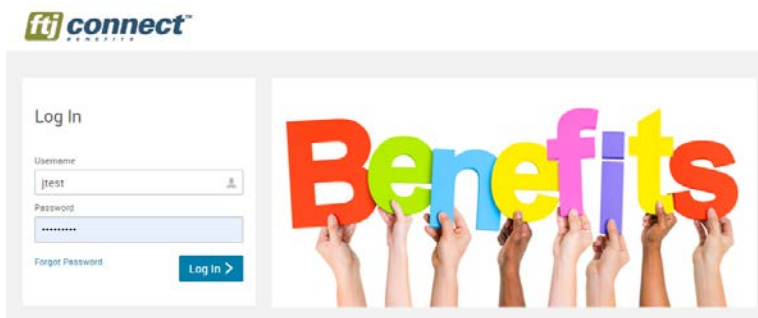 ftj connect™
BENEFITS
Log In
Username
jtest
Password
•••••••••
Forgot Password
Log In >
Benefits